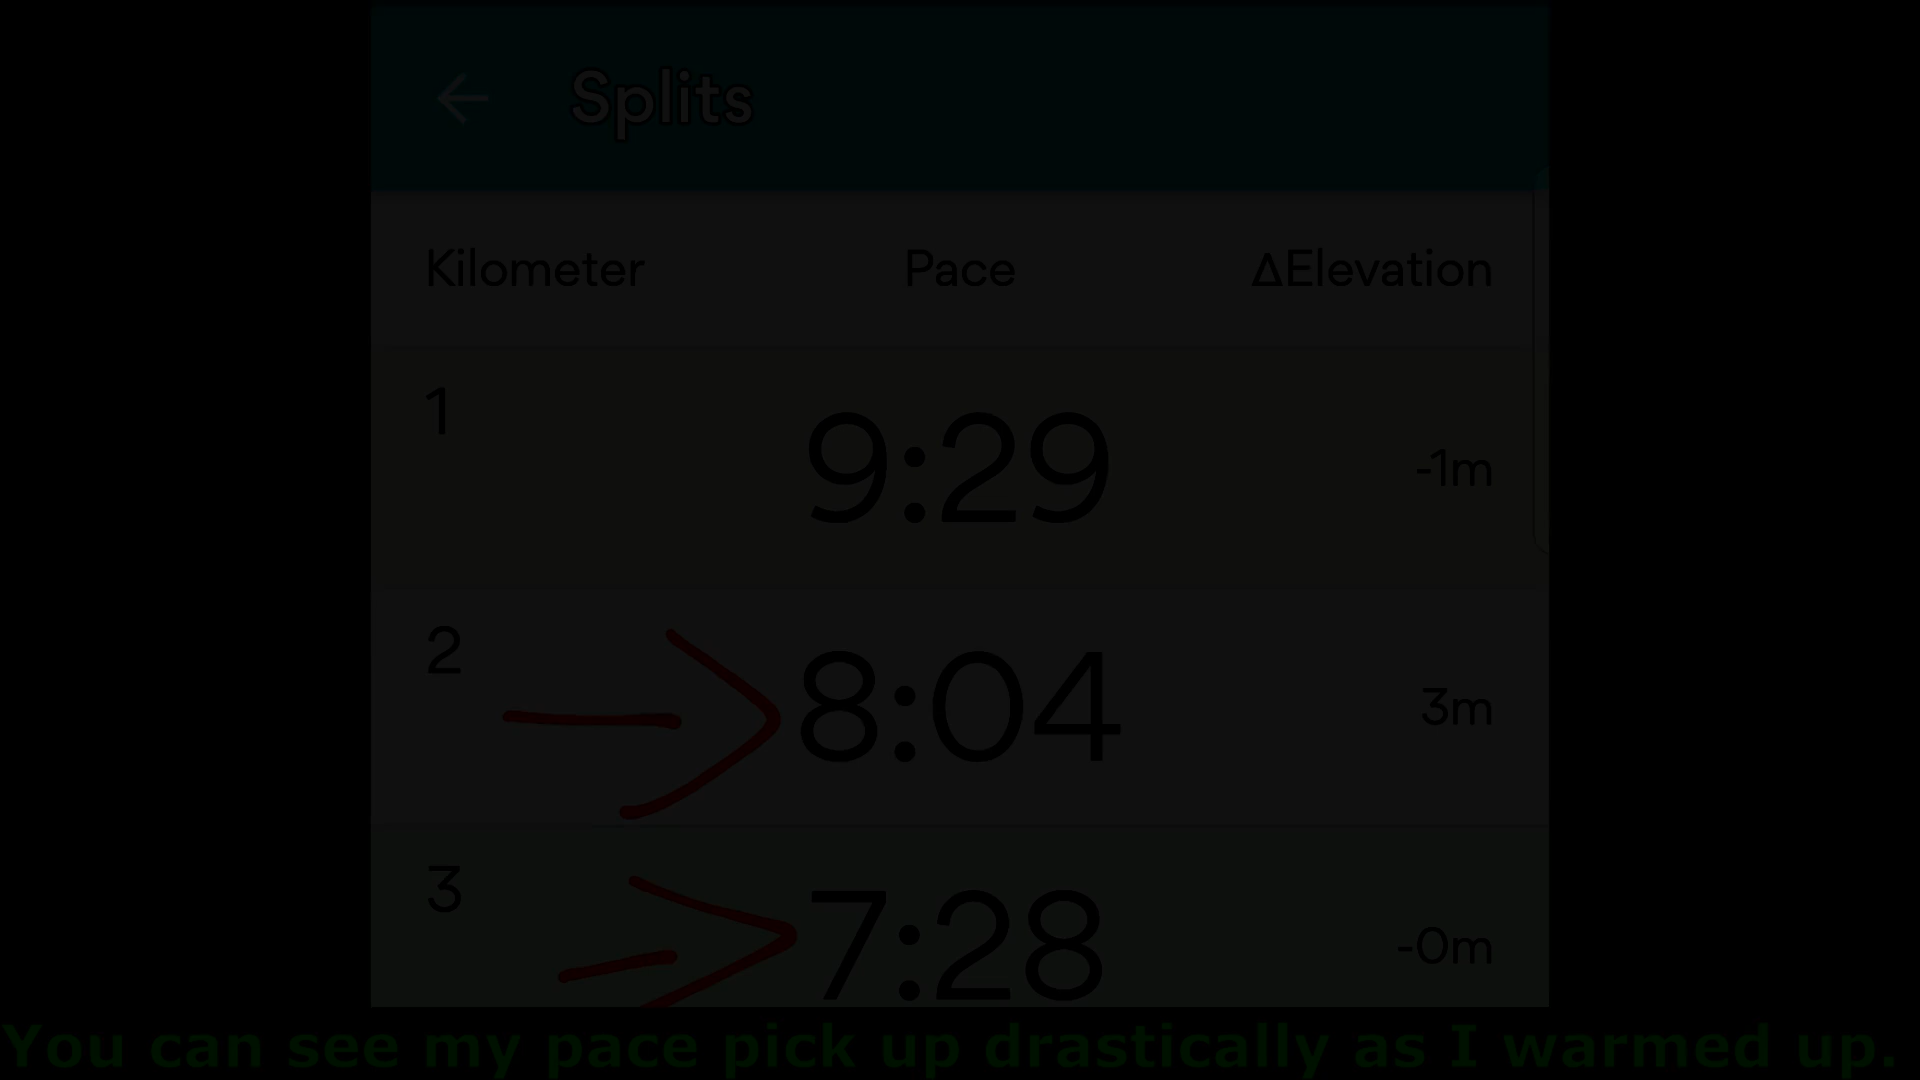 Splits
Kilometer Pace ΔElevation
1 9:29 -1m
2 8:04 3m
3 7:28 -0m
You can see my pace pick up drastically as I warmed up.